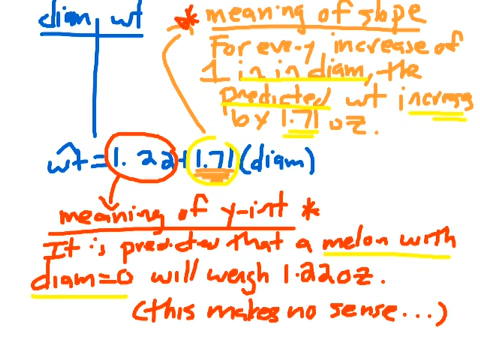 diam wt
* meaning of slope
For every increase of
1 in in diam, the
predicted wt increases
by 1.71 oz.
ŵt = 1.22 + 1.71 (diam)
meaning of y-int *
It is predicted that a melon with
diam=0 will weigh 1.22oz.
(this makes no sense...)